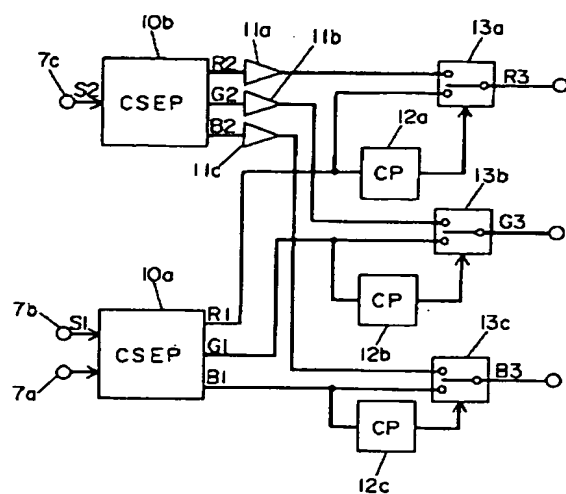 10b
11a
11b
13a
7c
S2
CSEP
R2
G2
B2
R3
12a
CP
11c
13b
G3
10a
7b
S1
CSEP
R1
G1
B1
7a
CP
12b
13c
B3
CP
12c